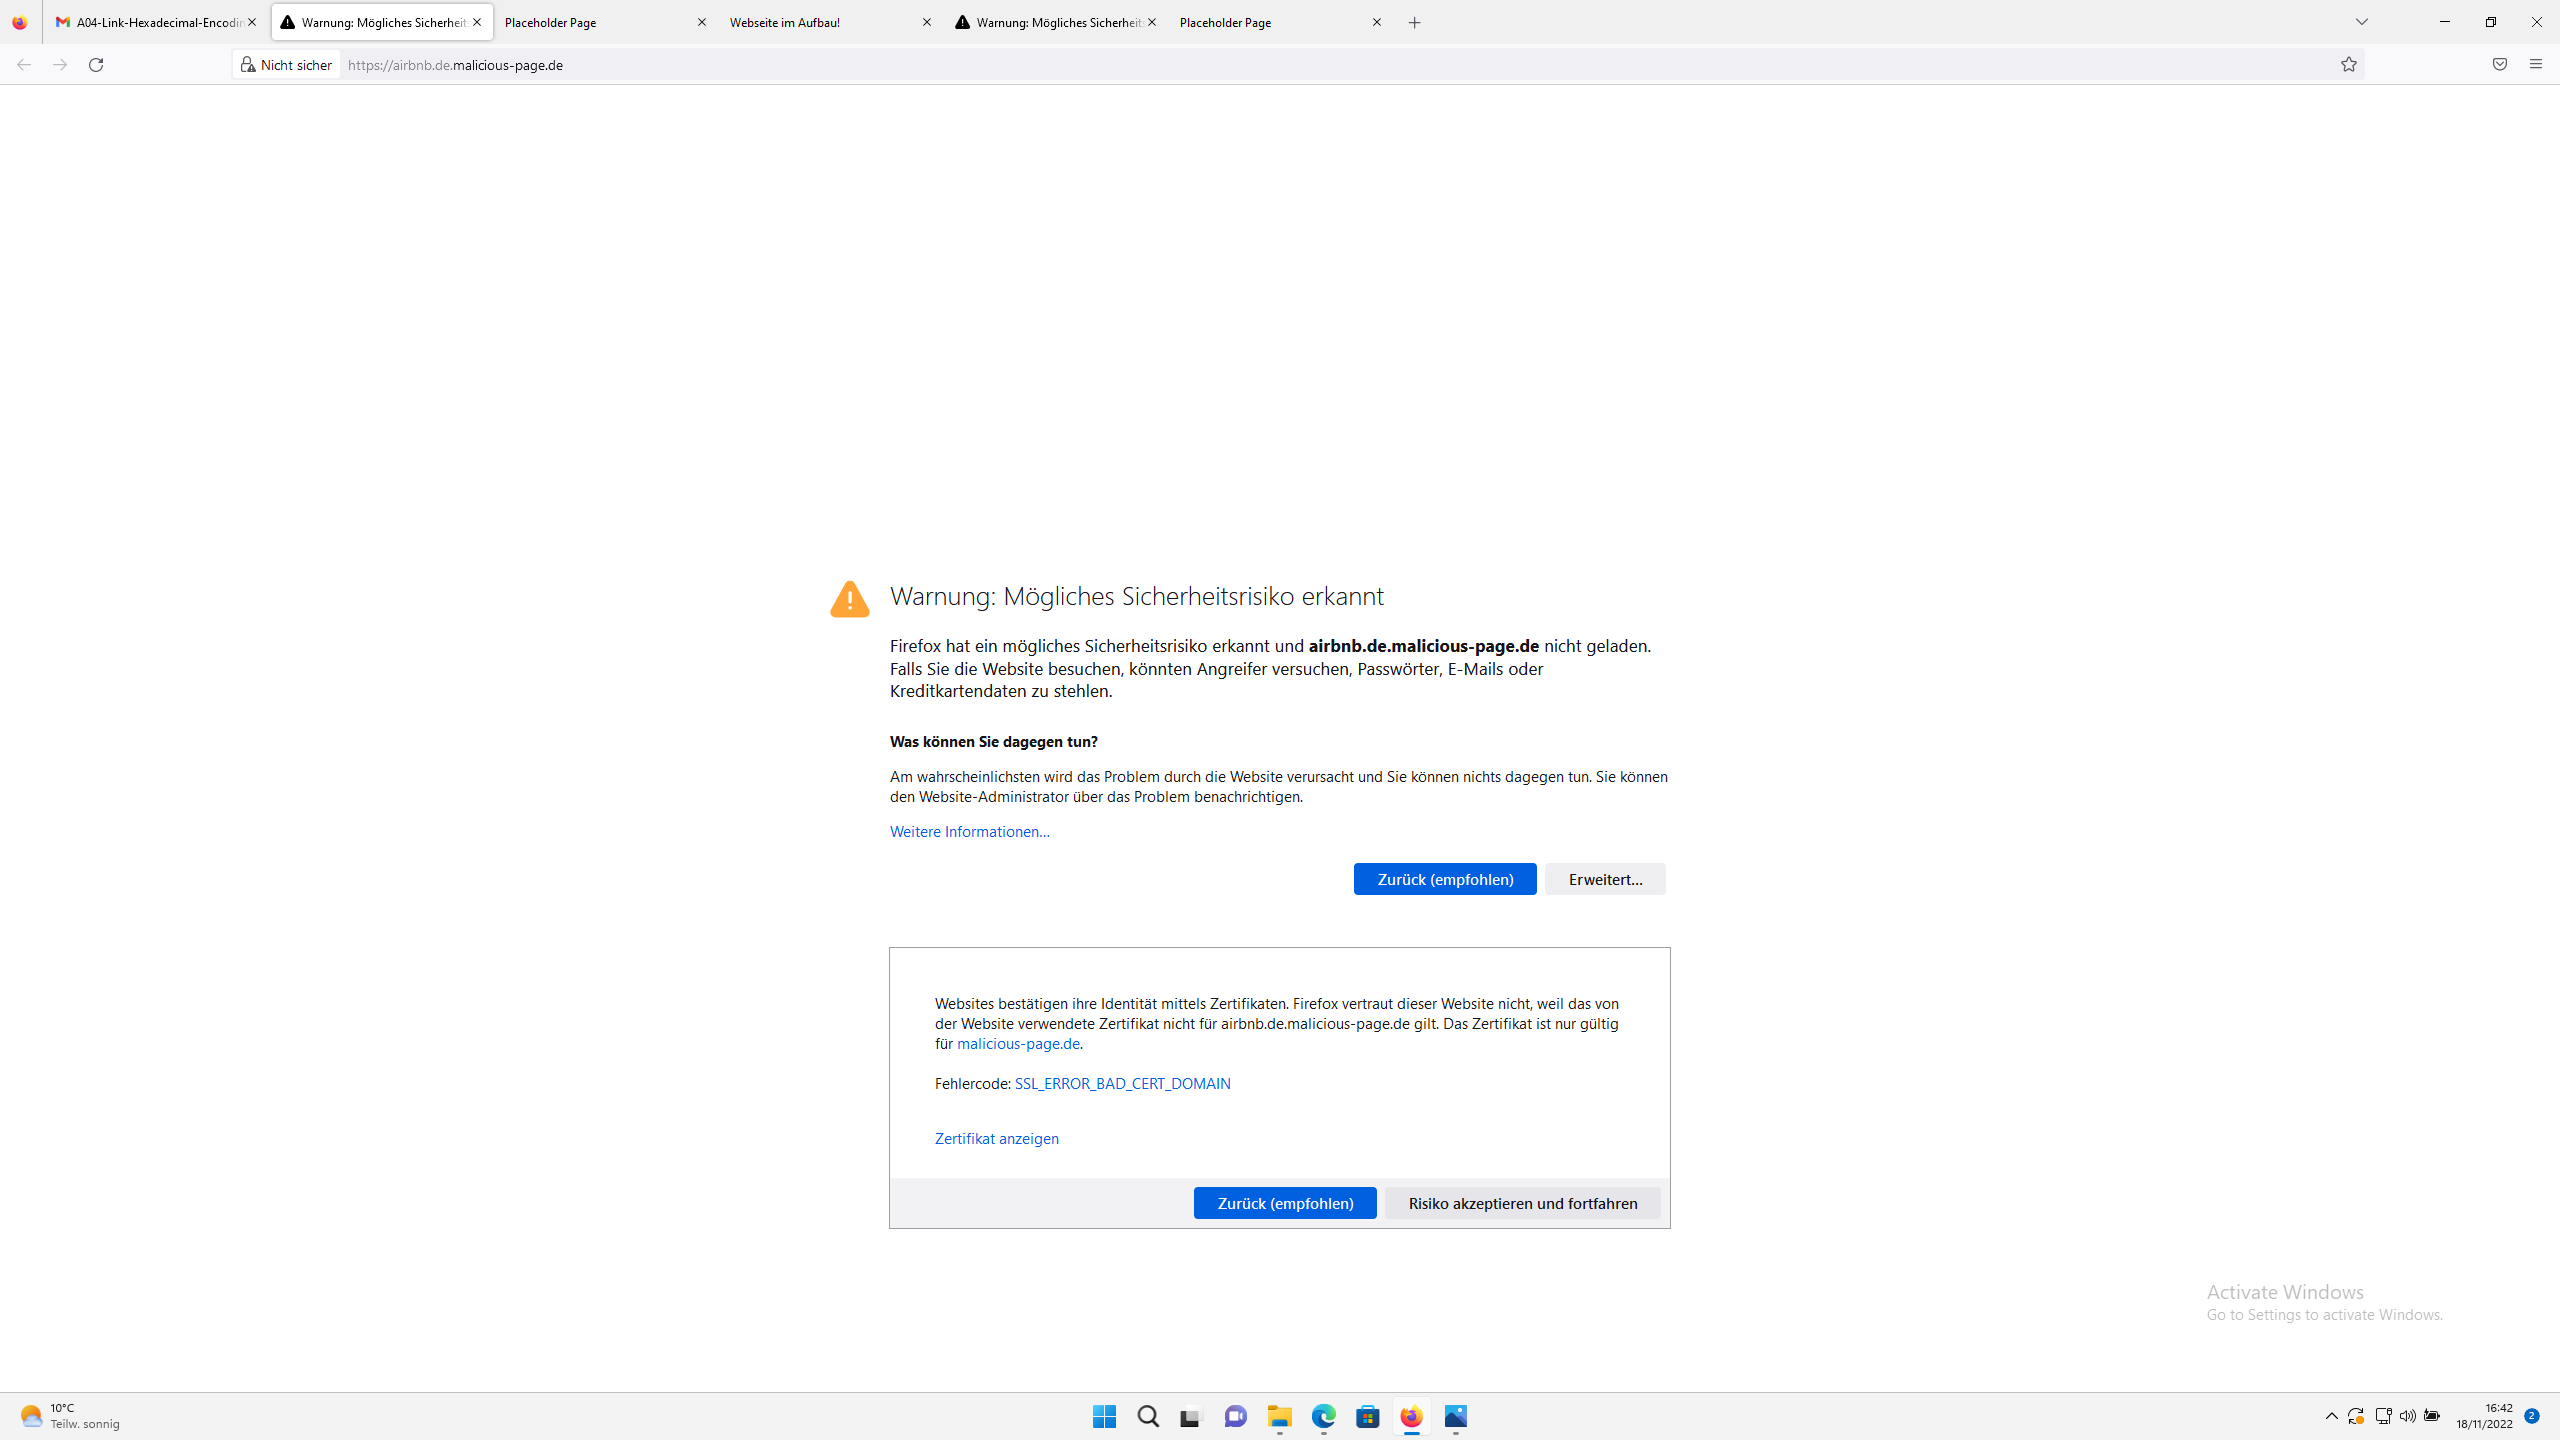 A04-Link-Hexadecimal-Encodin
Warnung: Mögliches Sicherheits
Placeholder Page
Webseite im Aufbau!
Warnung: Mögliches Sicherheits
Placeholder Page
Nicht sicher
https://airbnb.de.malicious-page.de
Warnung: Mögliches Sicherheitsrisiko erkannt
Firefox hat ein mögliches Sicherheitsrisiko erkannt und airbnb.de.malicious-page.de nicht geladen.
Falls Sie die Website besuchen, könnten Angreifer versuchen, Passwörter, E-Mails oder
Kreditkartendaten zu stehlen.
Was können Sie dagegen tun?
Am wahrscheinlichsten wird das Problem durch die Website verursacht und Sie können nichts dagegen tun. Sie können
den Website-Administrator über das Problem benachrichtigen.
Weitere Informationen…
Zurück (empfohlen)
Erweitert…
Websites bestätigen ihre Identität mittels Zertifikaten. Firefox vertraut dieser Website nicht, weil das von
der Website verwendete Zertifikat nicht für airbnb.de.malicious-page.de gilt. Das Zertifikat ist nur gültig
für malicious-page.de.
Fehlercode: SSL_ERROR_BAD_CERT_DOMAIN
Zertifikat anzeigen
Zurück (empfohlen)
Risiko akzeptieren und fortfahren
Activate Windows
Go to Settings to activate Windows.
10°C
Teilw. sonnig
16:42
18/11/2022
2